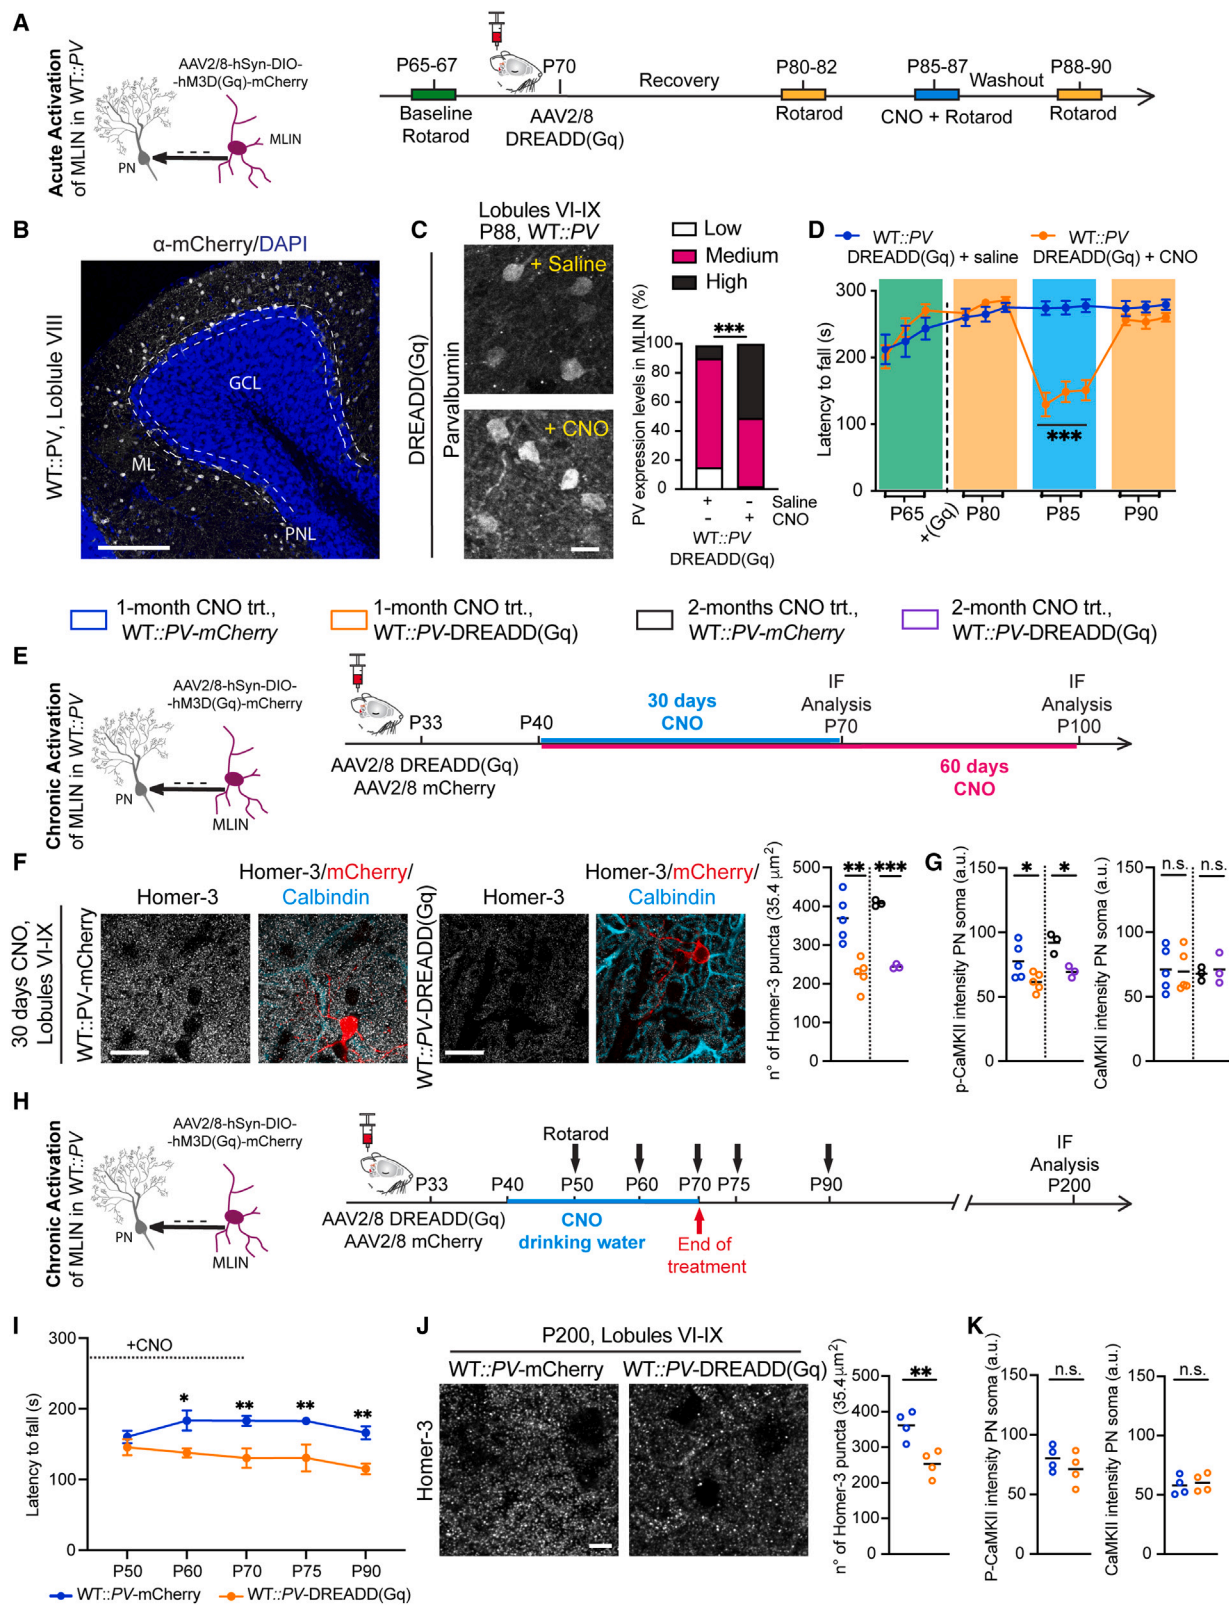 A
Acute Activation
of MLIN in WT::PV
AAV2/8-hSyn-DIO-
-hM3D(Gq)-mCherry
PN
MLIN
P65-67
P70
Recovery
P80-82
P85-87
Washout
P88-90
Baseline
Rotarod
AAV2/8
DREADD(Gq)
Rotarod
CNO + Rotarod
Rotarod
B
α-mCherry/DAPI
WT::PV, Loblule VIII
GCL
ML
PNL
C
Lobules VI-IX
P88, WT::PV
DREADD(Gq)
Parvalbumin
+ Saline
+ CNO
Low
Medium
High
PV expression levels in MLIN (%)
100
80
60
40
20
0
***
+ - Saline
- + CNO
WT::PV
DREADD(Gq)
D
WT::PV
DREADD(Gq) + saline
WT::PV
DREADD(Gq) + CNO
Latency to fall (s)
300
200
100
0
***
P65
+(Gq)
P80
P85
P90
1-month CNO trt.,
WT::PV-mCherry
1-month CNO trt.,
WT::PV-DREADD(Gq)
2-months CNO trt.,
WT::PV-mCherry
2-month CNO trt.,
WT::PV-DREADD(Gq)
E
Chronic Activation
of MLIN in WT::PV
AAV2/8-hSyn-DIO-
-hM3D(Gq)-mCherry
PN
MLIN
P33
P40
30 days
CNO
IF
Analysis
P70
IF
Analysis
P100
AAV2/8 DREADD(Gq)
AAV2/8 mCherry
60 days
CNO
F
30 days CNO,
Lobules VI-IX
WT::PV-mCherry
Homer-3
Homer-3/mCherry/
Calbindin
WT::PV-DREADD(Gq)
Homer-3
Homer-3/mCherry/
Calbindin
n° of Homer-3 puncta (35.4 μm²)
500
400
300
200
100
0
**
***
G
p-CaMKII intensity PN soma (a.u.)
150
100
50
0
*
*
CaMKII intensity PN soma (a.u.)
150
100
50
0
n.s.
n.s.
H
Chronic Activation
of MLIN in WT::PV
AAV2/8-hSyn-DIO-
-hM3D(Gq)-mCherry
PN
MLIN
Rotarod
P33
P40
P50
P60
P70
P75
P90
IF
Analysis
P200
AAV2/8 DREADD(Gq)
AAV2/8 mCherry
CNO
drinking water
End of
treatment
I
Latency to fall (s)
300
200
100
0
+CNO
*
**
**
**
P50
P60
P70
P75
P90
WT::PV-mCherry
WT::PV-DREADD(Gq)
J
P200, Lobules VI-IX
WT::PV-mCherry
WT::PV-DREADD(Gq)
Homer-3
n° of Homer-3 puncta (35.4 μm²)
500
400
300
200
100
0
**
K
P-CaMKII intensity PN soma (a.u.)
150
100
50
0
n.s.
CaMKII intensity PN soma (a.u.)
150
100
50
0
n.s.